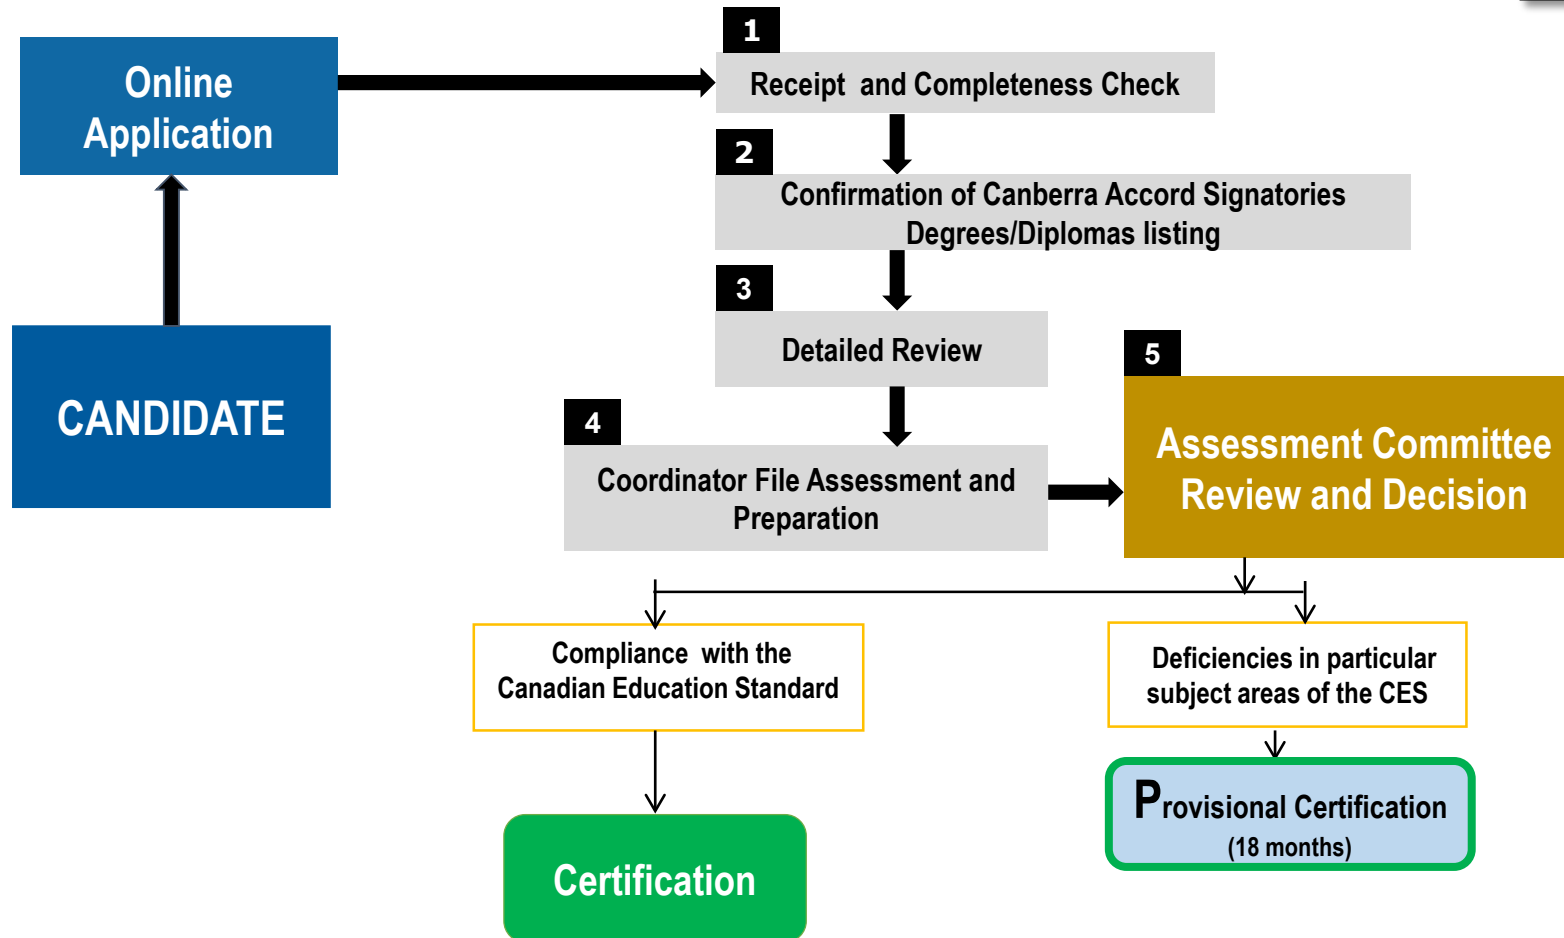 Online
Application
CANDIDATE
1
Receipt and Completeness Check
2
Confirmation of Canberra Accord Signatories
Degrees/Diplomas listing
3
Detailed Review
4
Coordinator File Assessment and
Preparation
5
Assessment Committee
Review and Decision
Compliance with the
Canadian Education Standard
Certification
Deficiencies in particular
subject areas of the CES
Provisional Certification
(18 months)